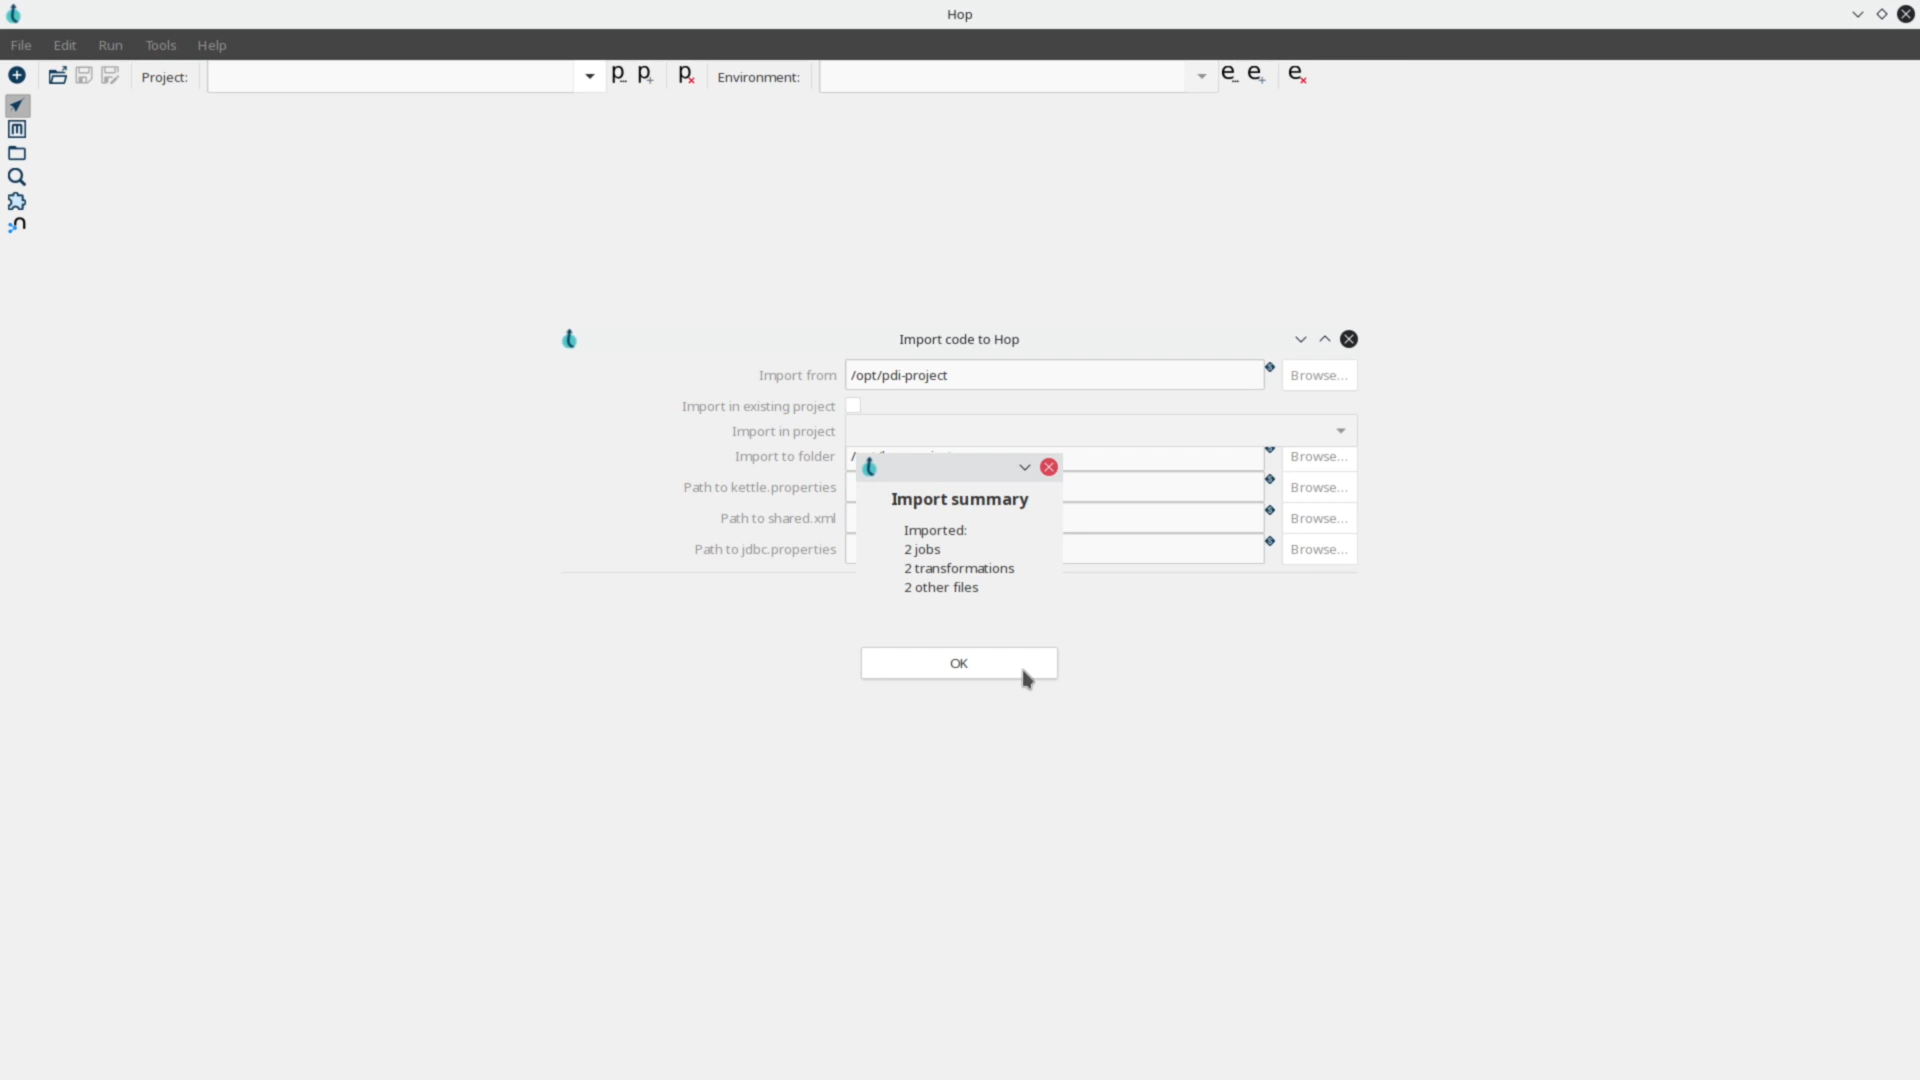 Hop
File Edit Run Tools Help
Project: Environment:
Import code to Hop
Import from /opt/pdi-project Browse...
Import in existing project
Import in project
Import to folder Browse...
Path to kettle.properties Browse...
Path to shared.xml Browse...
Path to jdbc.properties Browse...
Import summary
Imported:
2 jobs
2 transformations
2 other files
OK